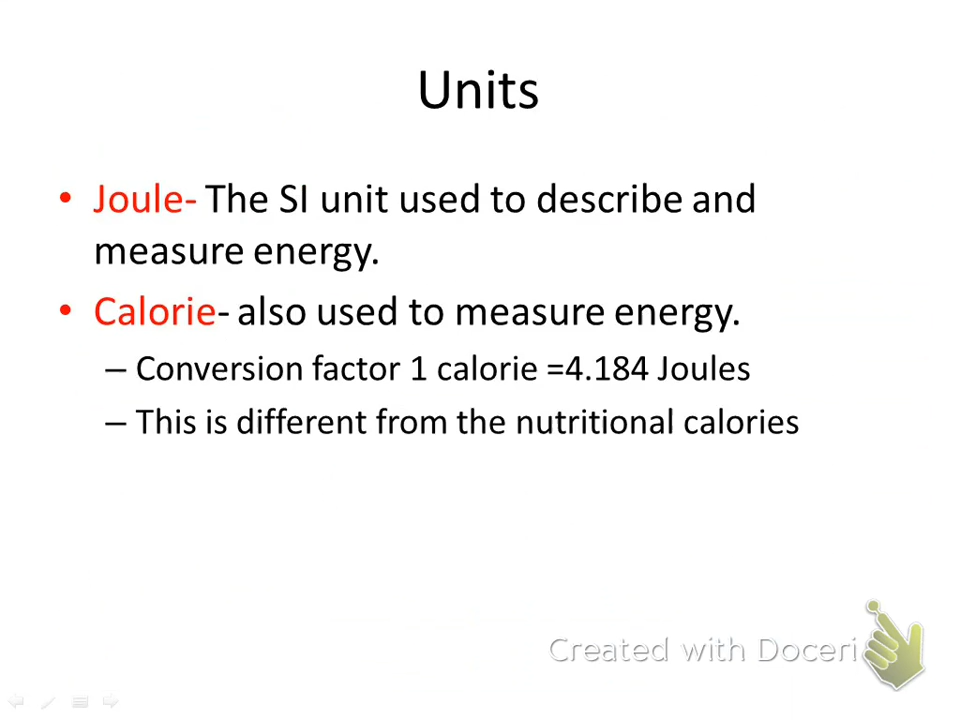 Units
• Joule- The SI unit used to describe and
measure energy.
• Calorie- also used to measure energy.
– Conversion factor 1 calorie =4.184 Joules
– This is different from the nutritional calories
Created with Doceri